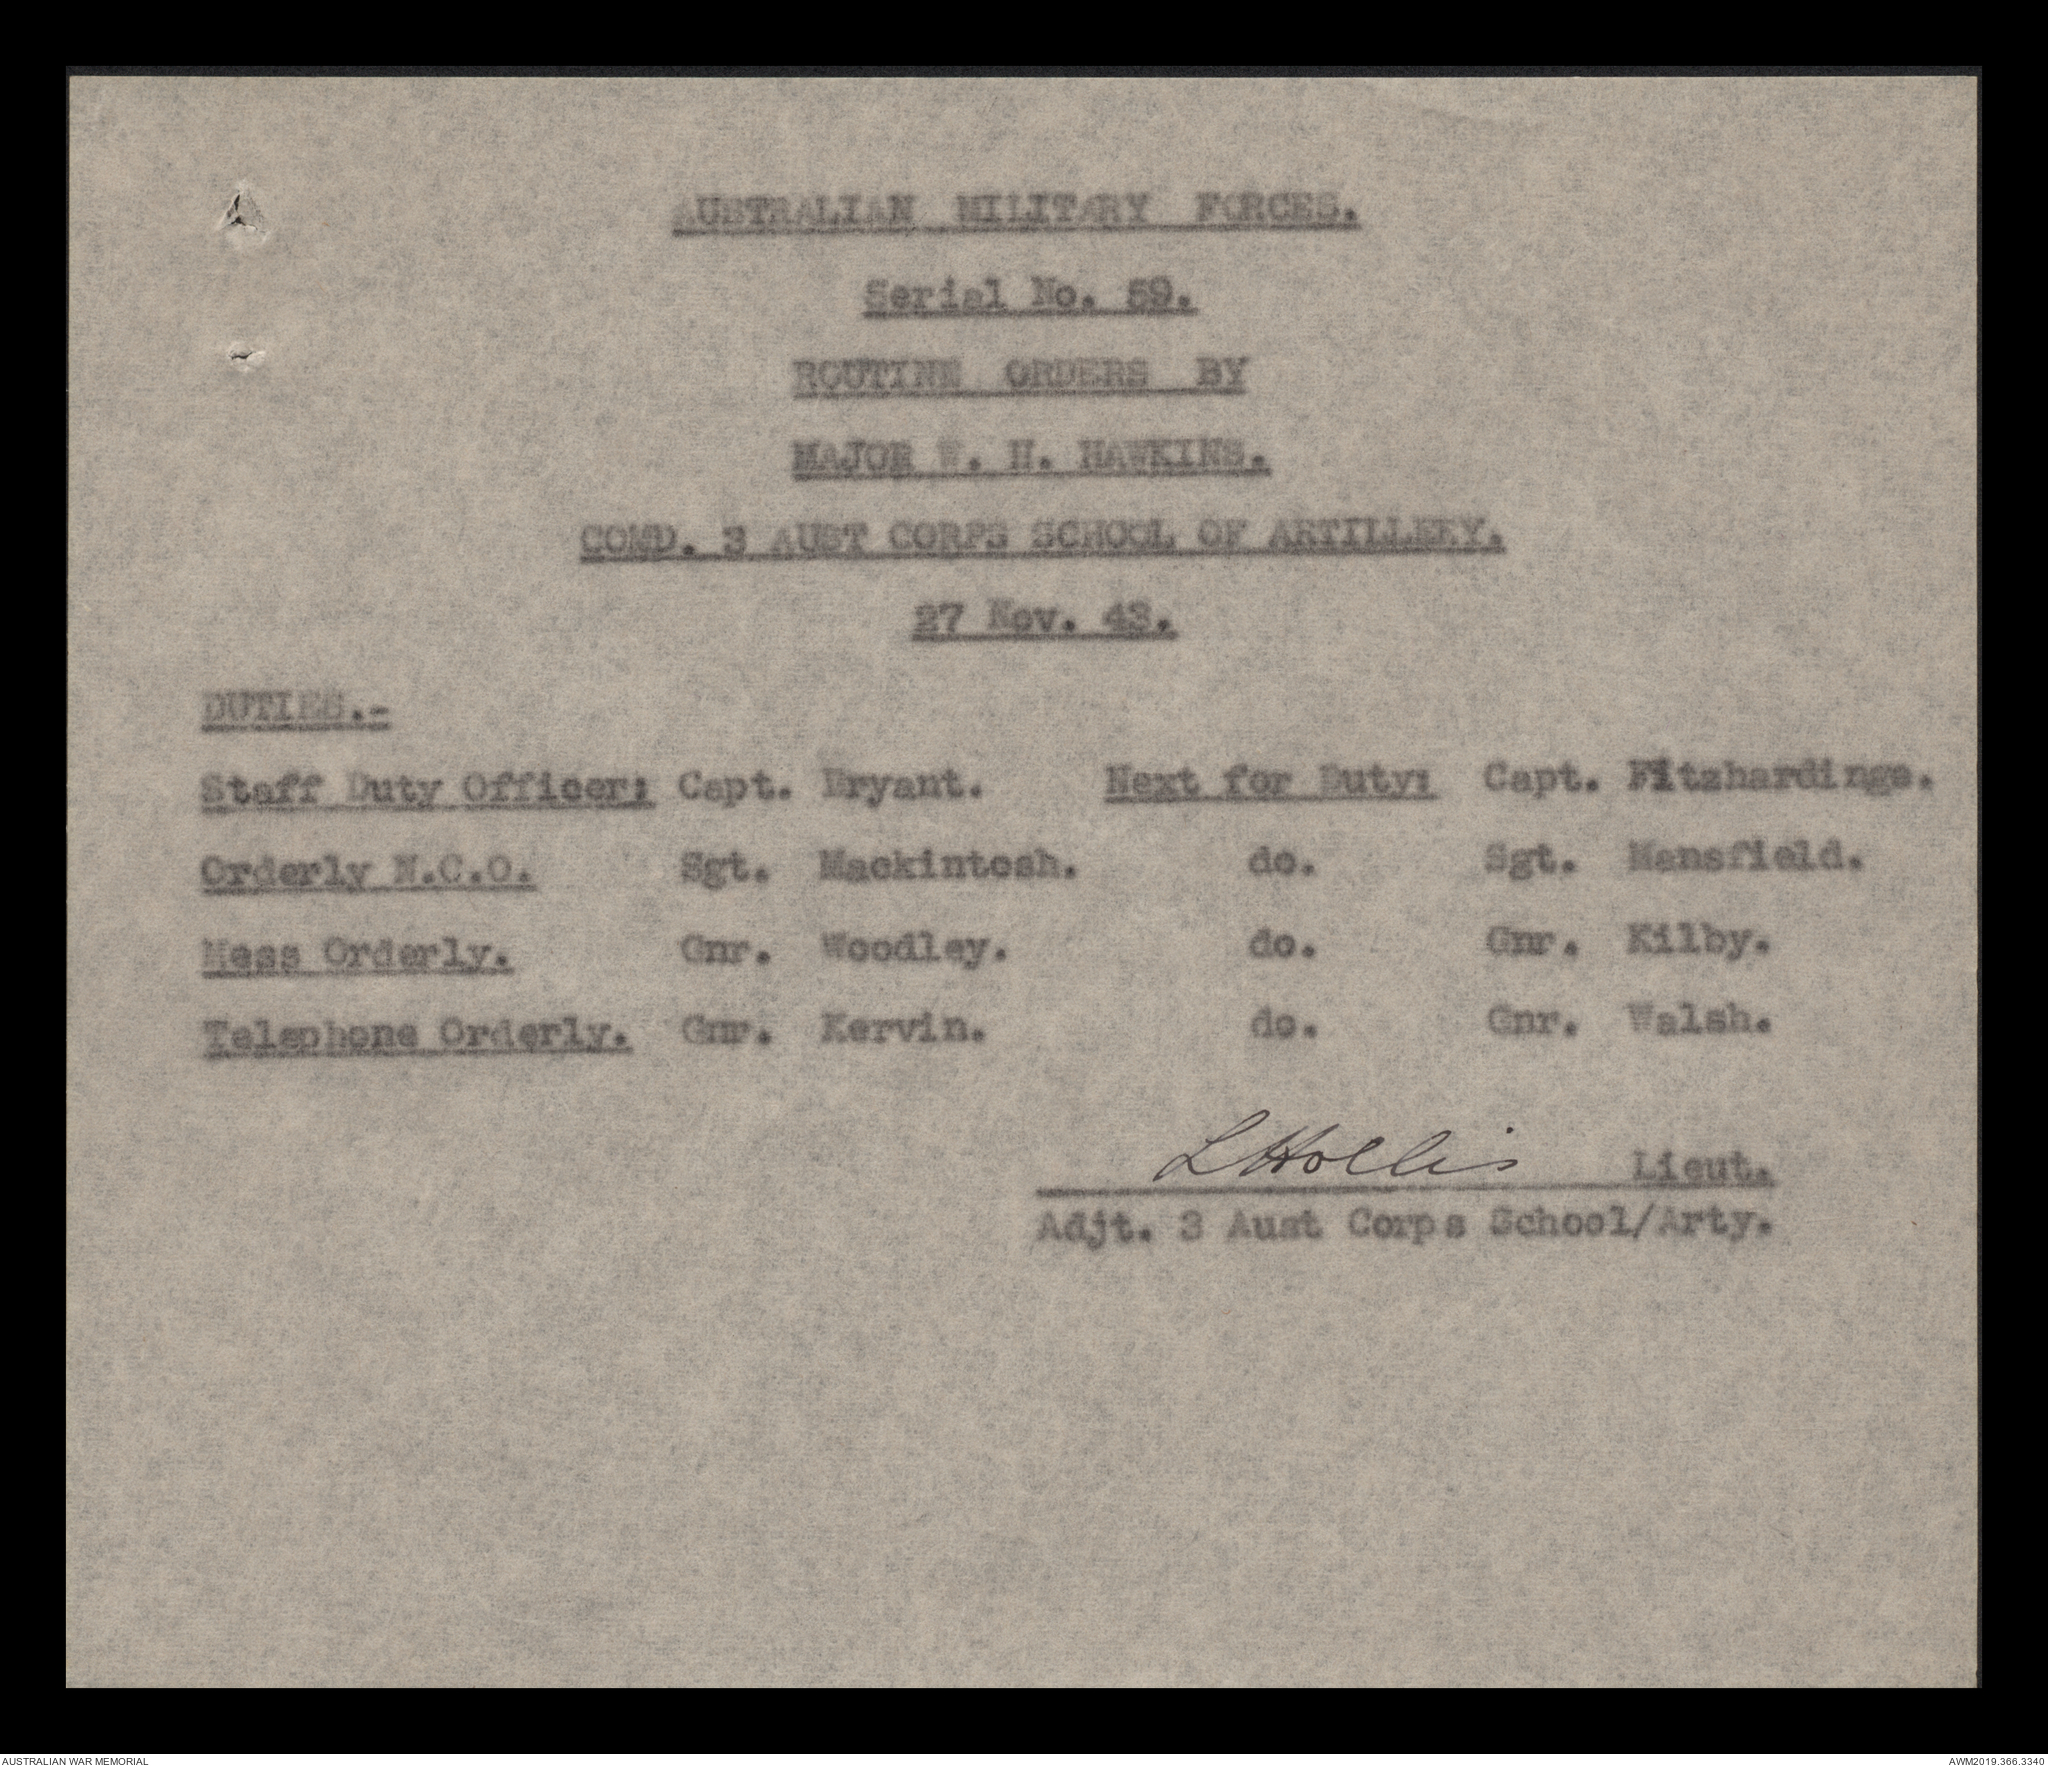 AUSTRALIAN MILITARY FORCES.
Serial No. 59.
ROUTINE ORDERS BY
MAJOR W. H. HAWKINS.
COMD. 3 AUST CORPS SCHOOL OF ARTILLERY.
27 Nov. 43.
DUTIES.-
Staff Duty Officer: Capt. Bryant. Next for Duty: Capt. Fitzhardinge.
Orderly N.C.O. Sgt. Mackintosh. do. Sgt. Mansfield.
Mess Orderly. Gnr. Woodley. do. Gnr. Kilby.
Telephone Orderly. Gnr. Kervin. do. Gnr. Walsh.
L Hollis Lieut.
Adjt. 3 Aust Corps School/Arty.
AUSTRALIAN WAR MEMORIAL AWM2019.366.3340